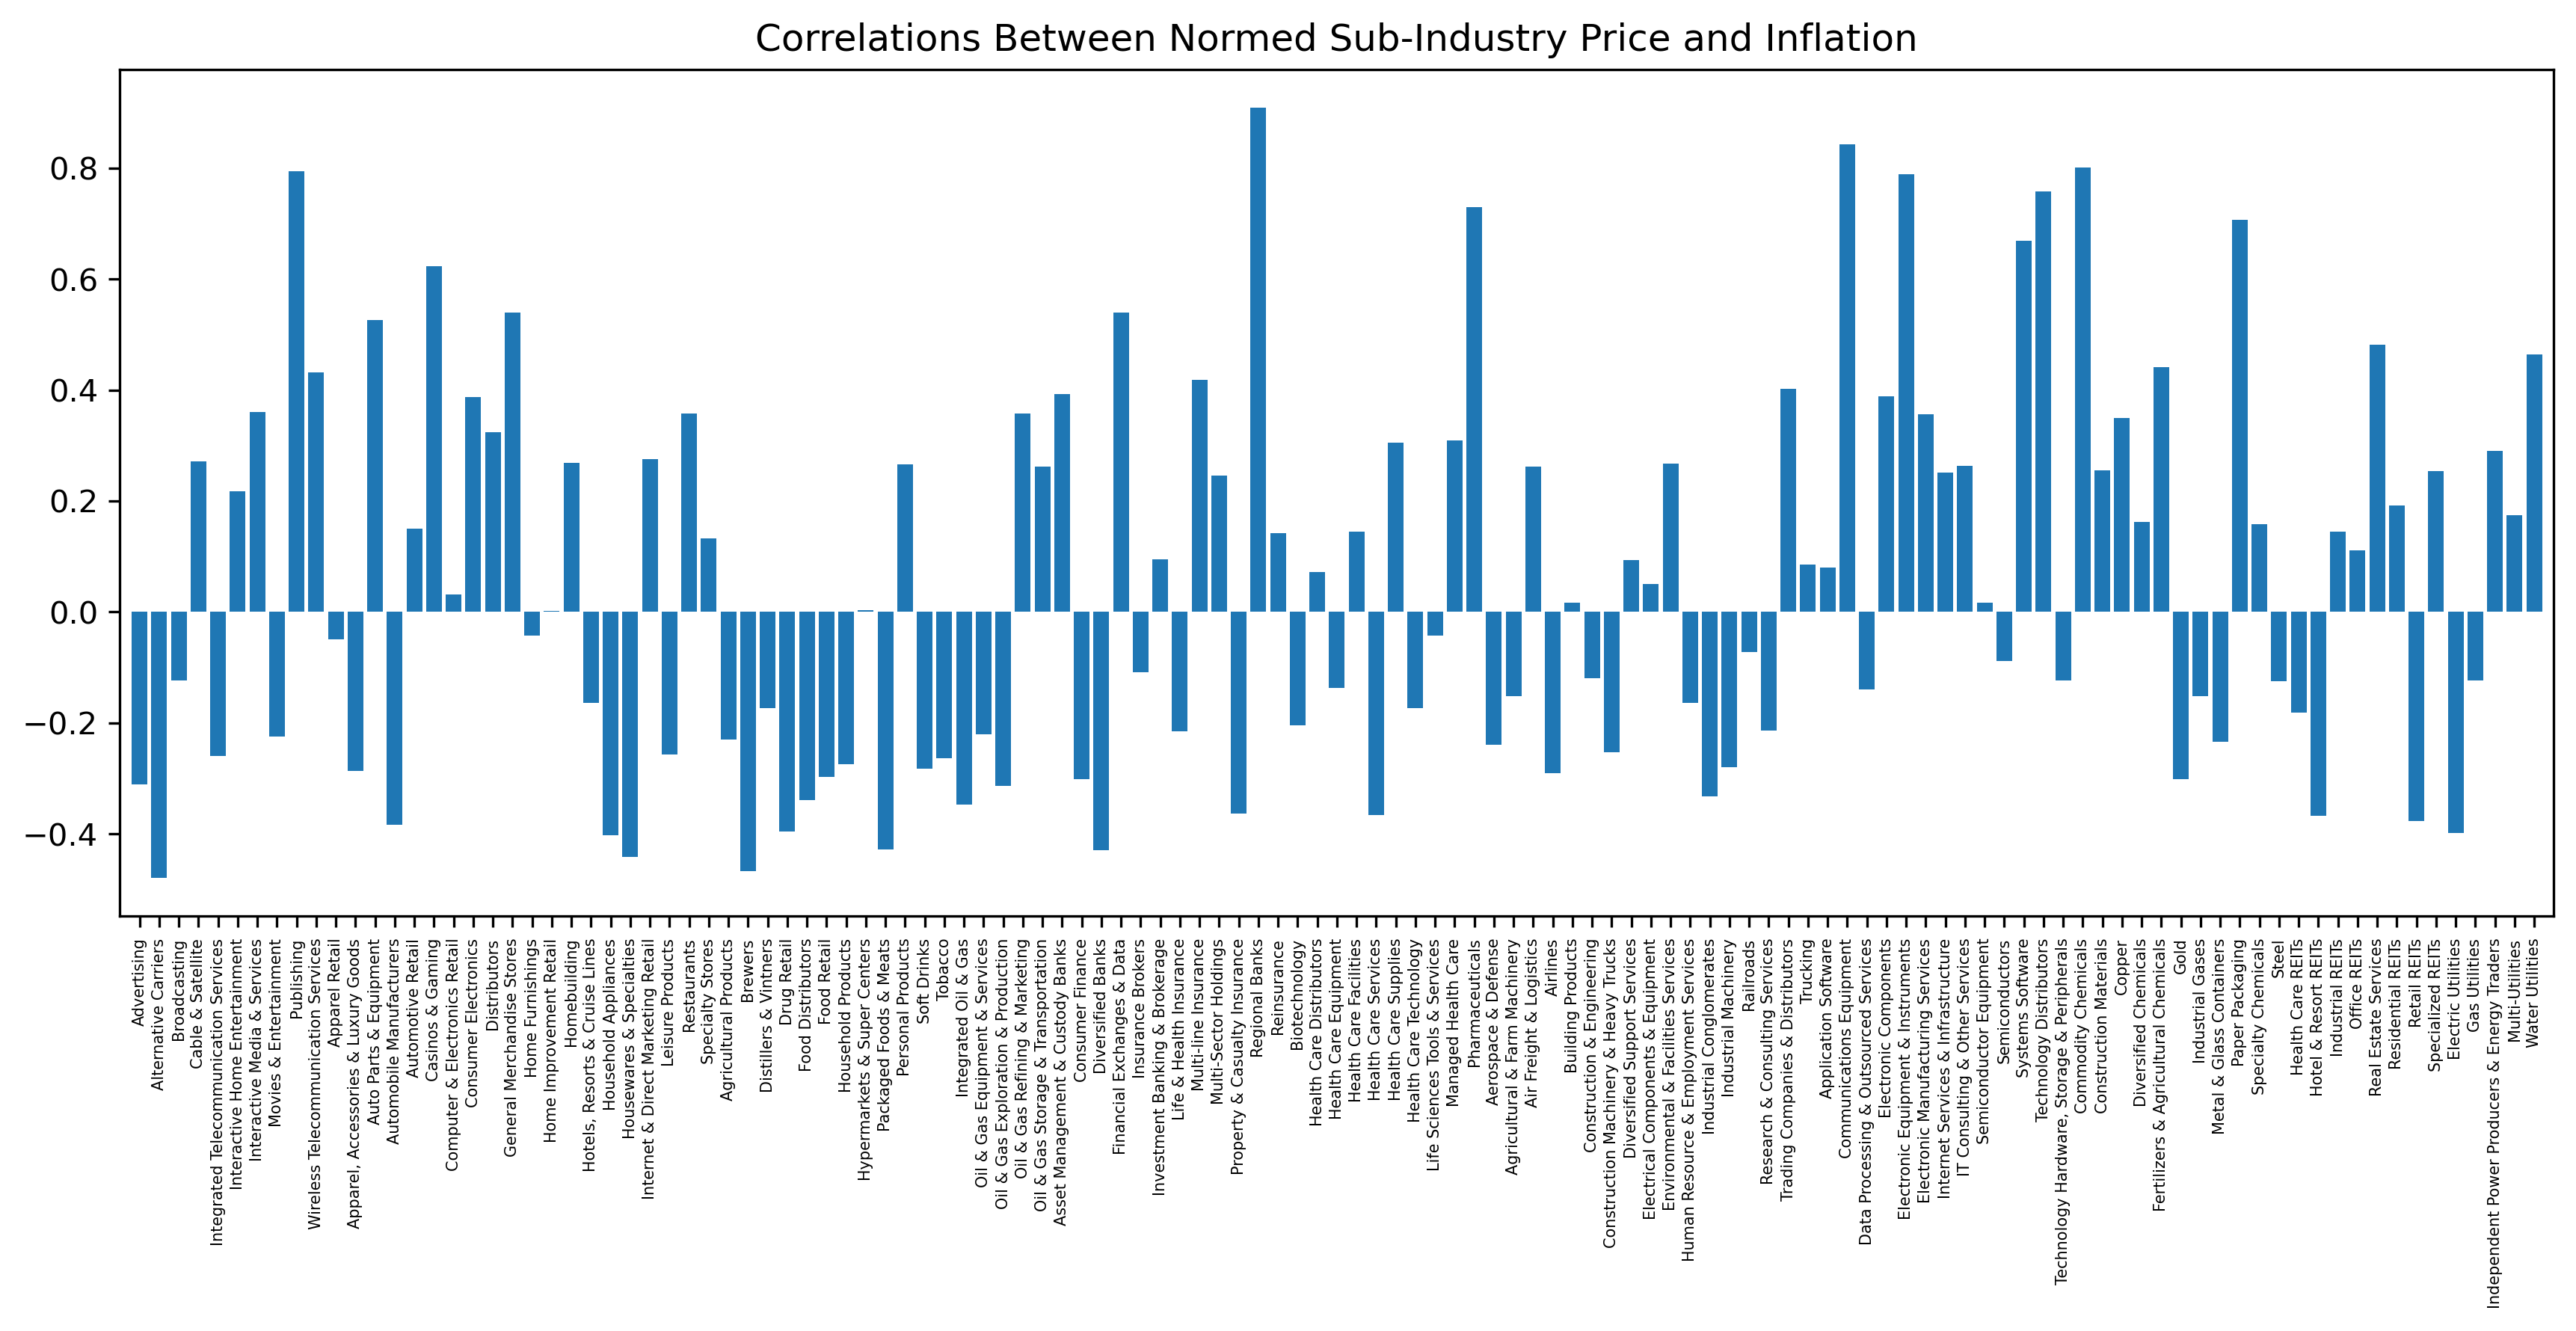 Correlations Between Normed Sub-Industry Price and Inflation
0.8
0.6
0.4
0.2
0.0
−0.2
−0.4
Advertising
Alternative Carriers
Broadcasting
Cable & Satellite
Integrated Telecommunication Services
Interactive Home Entertainment
Interactive Media & Services
Movies & Entertainment
Publishing
Wireless Telecommunication Services
Apparel Retail
Apparel, Accessories & Luxury Goods
Auto Parts & Equipment
Automobile Manufacturers
Automotive Retail
Casinos & Gaming
Computer & Electronics Retail
Consumer Electronics
Distributors
General Merchandise Stores
Home Furnishings
Home Improvement Retail
Homebuilding
Hotels, Resorts & Cruise Lines
Household Appliances
Housewares & Specialties
Internet & Direct Marketing Retail
Leisure Products
Restaurants
Specialty Stores
Agricultural Products
Brewers
Distillers & Vintners
Drug Retail
Food Distributors
Food Retail
Household Products
Hypermarkets & Super Centers
Packaged Foods & Meats
Personal Products
Soft Drinks
Tobacco
Integrated Oil & Gas
Oil & Gas Equipment & Services
Oil & Gas Exploration & Production
Oil & Gas Refining & Marketing
Oil & Gas Storage & Transportation
Asset Management & Custody Banks
Consumer Finance
Diversified Banks
Financial Exchanges & Data
Insurance Brokers
Investment Banking & Brokerage
Life & Health Insurance
Multi-line Insurance
Multi-Sector Holdings
Property & Casualty Insurance
Regional Banks
Reinsurance
Biotechnology
Health Care Distributors
Health Care Equipment
Health Care Facilities
Health Care Services
Health Care Supplies
Health Care Technology
Life Sciences Tools & Services
Managed Health Care
Pharmaceuticals
Aerospace & Defense
Agricultural & Farm Machinery
Air Freight & Logistics
Airlines
Building Products
Construction & Engineering
Construction Machinery & Heavy Trucks
Diversified Support Services
Electrical Components & Equipment
Environmental & Facilities Services
Human Resource & Employment Services
Industrial Conglomerates
Industrial Machinery
Railroads
Research & Consulting Services
Trading Companies & Distributors
Trucking
Application Software
Communications Equipment
Data Processing & Outsourced Services
Electronic Components
Electronic Equipment & Instruments
Electronic Manufacturing Services
Internet Services & Infrastructure
IT Consulting & Other Services
Semiconductor Equipment
Semiconductors
Systems Software
Technology Distributors
Technology Hardware, Storage & Peripherals
Commodity Chemicals
Construction Materials
Copper
Diversified Chemicals
Fertilizers & Agricultural Chemicals
Gold
Industrial Gases
Metal & Glass Containers
Paper Packaging
Specialty Chemicals
Steel
Health Care REITs
Hotel & Resort REITs
Industrial REITs
Office REITs
Real Estate Services
Residential REITs
Retail REITs
Specialized REITs
Electric Utilities
Gas Utilities
Independent Power Producers & Energy Traders
Multi-Utilities
Water Utilities